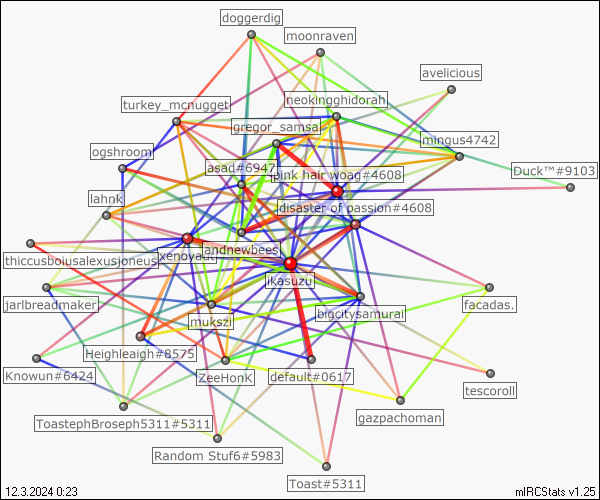 doggerdig
moonraven
avelicious
turkey_mcnugget
neokingghidorah
gregor_samsa
mingus4742
ogshroom
asad#6947
pink hair woag#4608
Duck™#9103
lahnk
disaster of passion#4608
thiccusboiusalexusjoneus
xenoyaut
andnewbees
ikasuzu
jarlbreadmaker
mukszi
bigcitysamurai
facadas.
Heighleaigh#8575
Knowun#6424
ZeeHonk
default#0617
tescoroll
ToastephBroseph5311#5311
gazpachoman
Random Stuf6#5983
Toast#5311
12.3.2024 0:23
mIRCStats v1.25